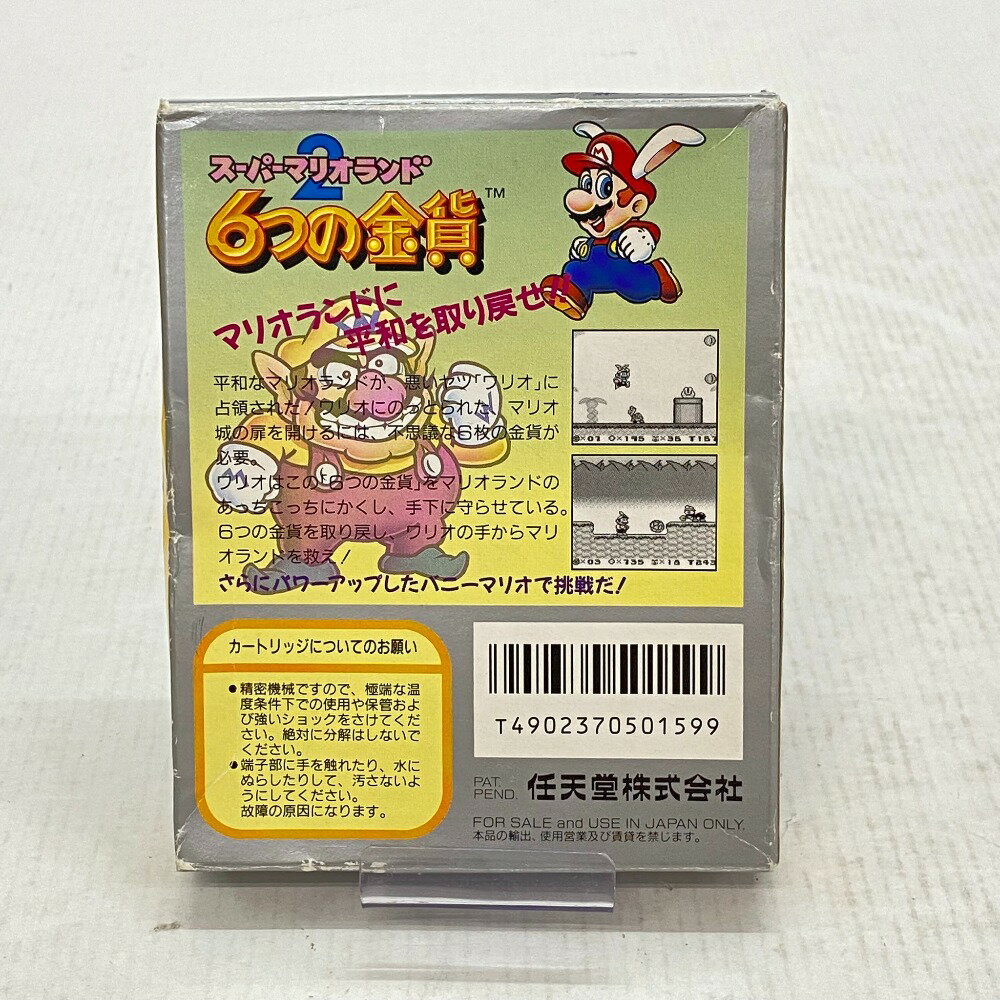 スーパーマリオランド2
6つの金貨™
マリオランドに
平和を取り戻せ!!
平和なマリオランドが、悪いヤツ「ワリオ」に
占領された!ワリオにのっとられた、マリオ
城の扉を開けるには、不思議な6枚の金貨が
必要。
ワリオはこの「6つの金貨」をマリオランドの
あっちこっちにかくし、手下に守らせている。
6つの金貨を取り戻し、ワリオの手からマリ
オランドを救え!
さらにパワーアップしたバニーマリオで挑戦だ!
カートリッジについてのお願い
●精密機械ですので、極端な温
度条件下での使用や保管およ
び強いショックをさけてくだ
さい。絶対に分解はしないで
ください。
●端子部に手を触れたり、水に
ぬらしたりして、汚さないよ
うにしてください。
故障の原因になります。
T4902370501599
PAT.
PEND.
任天堂株式会社
FOR SALE and USE IN JAPAN ONLY.
本品の輸出、使用営業及び賃貸を禁じます。